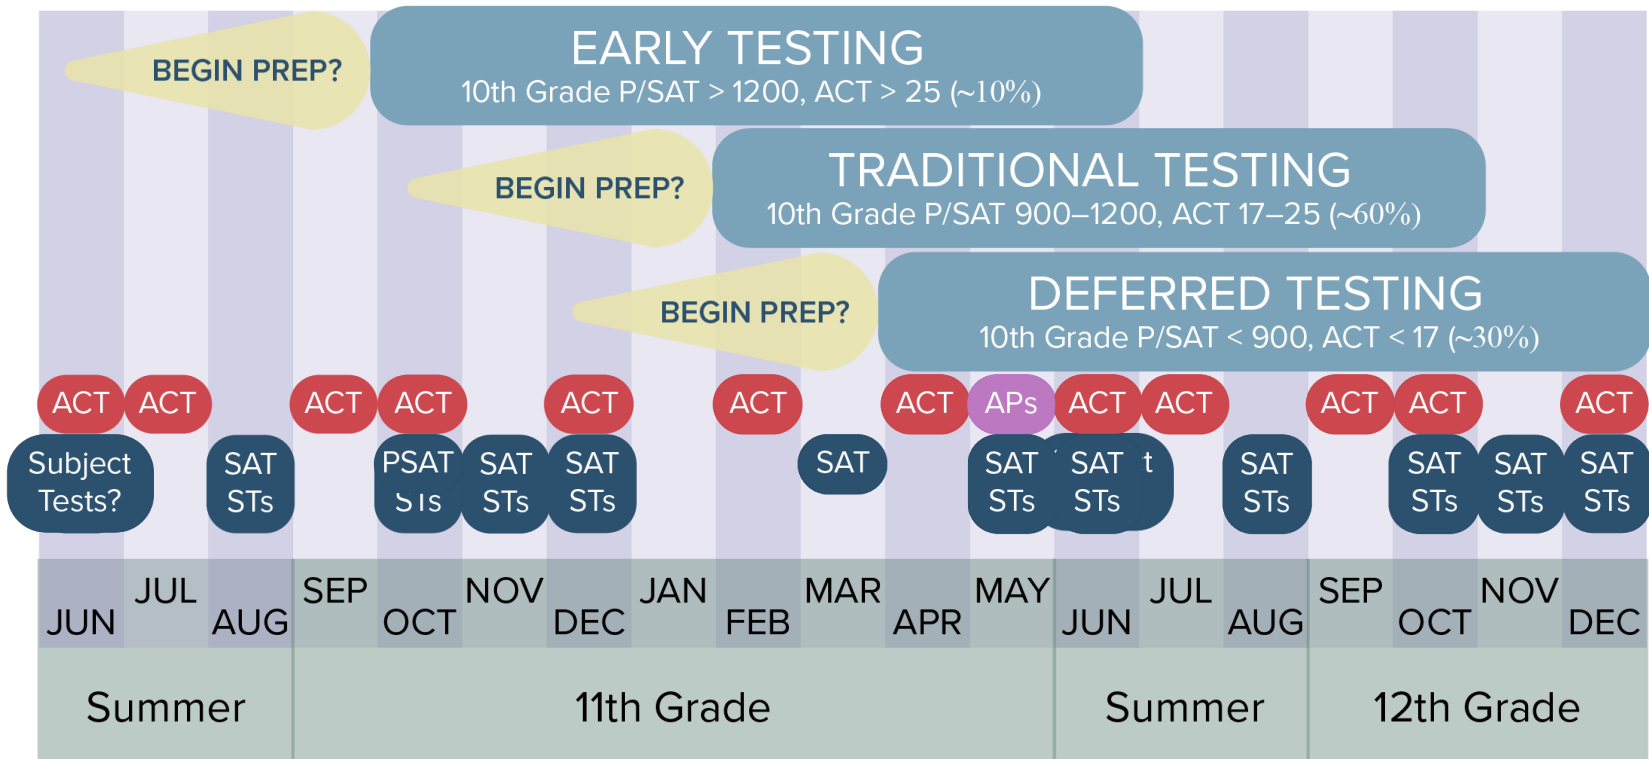 BEGIN PREP?
EARLY TESTING
10th Grade P/SAT > 1200, ACT > 25 (~10%)
BEGIN PREP?
TRADITIONAL TESTING
10th Grade P/SAT 900–1200, ACT 17–25 (~60%)
BEGIN PREP?
DEFERRED TESTING
10th Grade P/SAT < 900, ACT < 17 (~30%)
ACT ACT ACT ACT ACT ACT ACT APs ACT ACT ACT ACT ACT
Subject SAT PSAT SAT SAT SAT SAT SAT SAT SAT SAT SAT
Tests? STs STs STs STs STs STs STs STs STs STs
JUL SEP NOV JAN MAR MAY JUL SEP NOV
JUN AUG OCT DEC FEB APR JUN AUG OCT DEC
Summer 11th Grade Summer 12th Grade